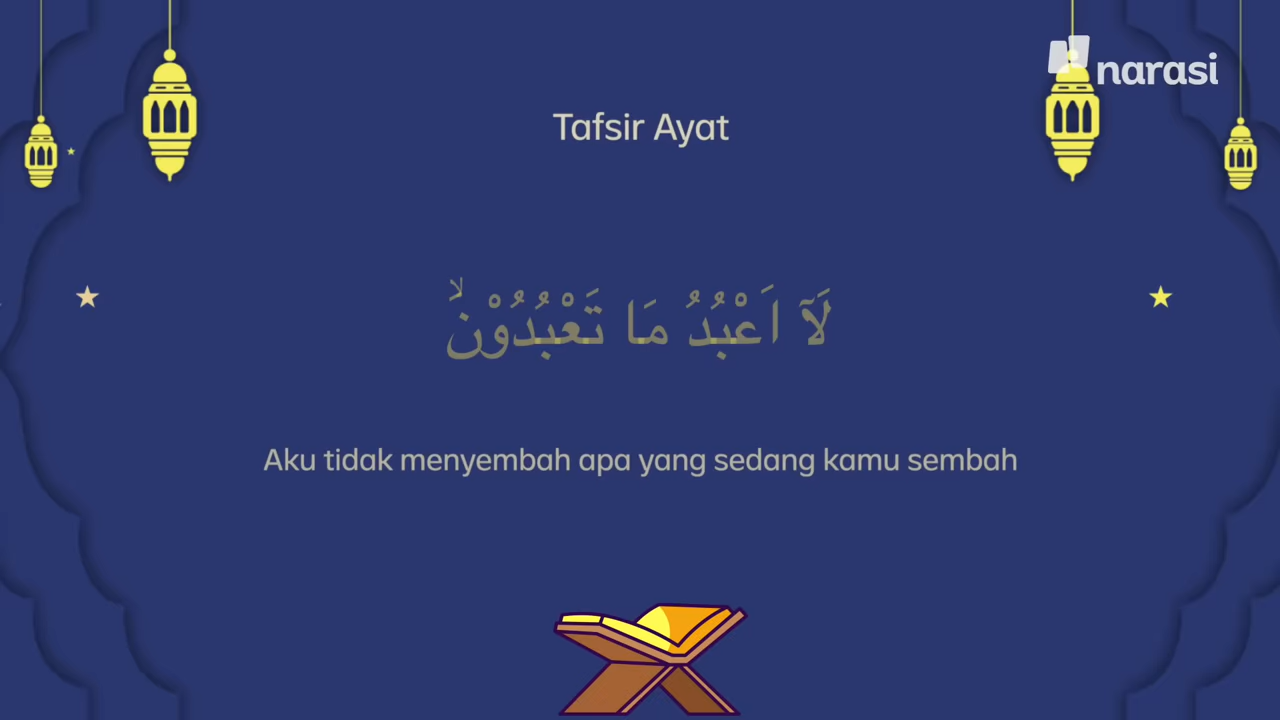 narasi
Tafsir Ayat
لَآ اَعْبُدُ مَا تَعْبُدُوْنَۙ
Aku tidak menyembah apa yang sedang kamu sembah